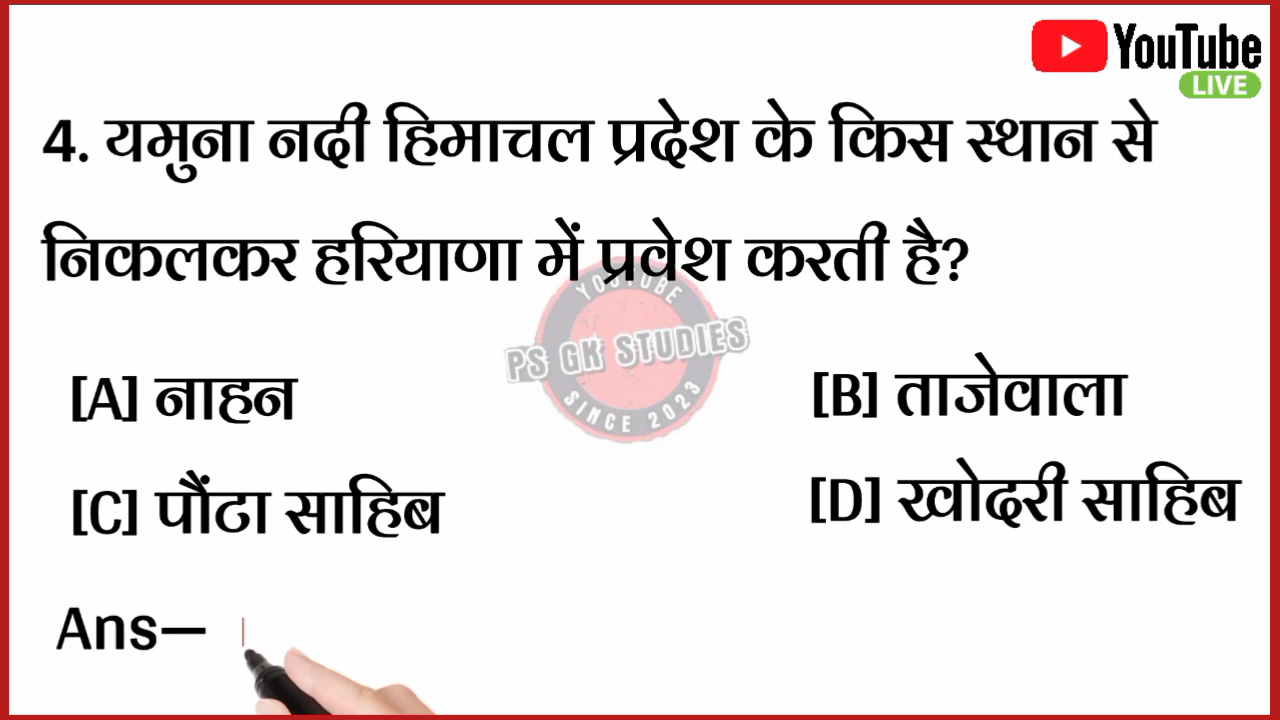 YouTube
LIVE
4. यमुना नदी हिमाचल प्रदेश के किस स्थान से
निकलकर हरियाणा में प्रवेश करती है?
YOUTUBE
PS GK STUDIES
SINCE 2023
[A] नाहन
[B] ताजेवाला
[C] पौंटा साहिब
[D] खोदरी साहिब
Ans—